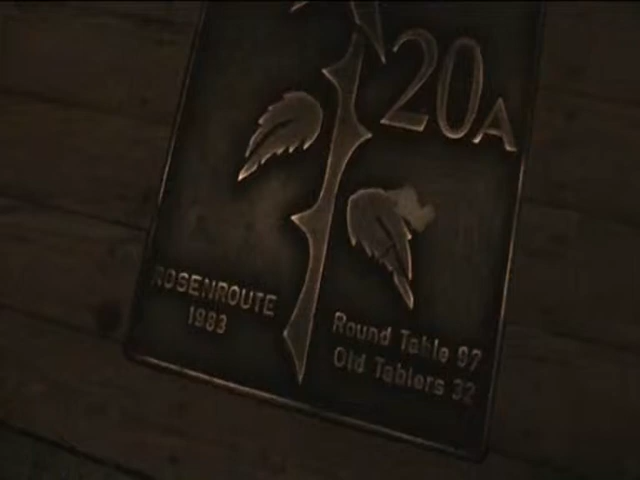 20A
ROSENROUTE
1983
Round Table 97
Old Tablers 32